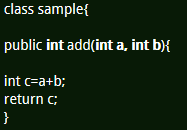 class sample{
public int add(int a, int b){
int c=a+b;
return c;
}